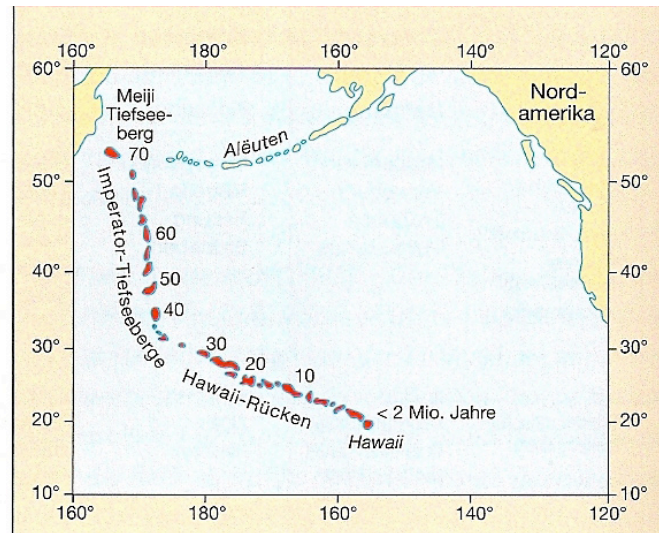 160° 180° 160° 140° 120°
60° 60°
Meiji
Tiefsee-
berg
70
Alëuten
Nord-
amerika
50° 50°
Imperator-Tiefseeberge
60
50
40° 40°
40
30° 30°
30
20
10
Hawaii-Rücken
< 2 Mio. Jahre
20° 20°
Hawaii
10° 10°
160° 180° 160° 140° 120°